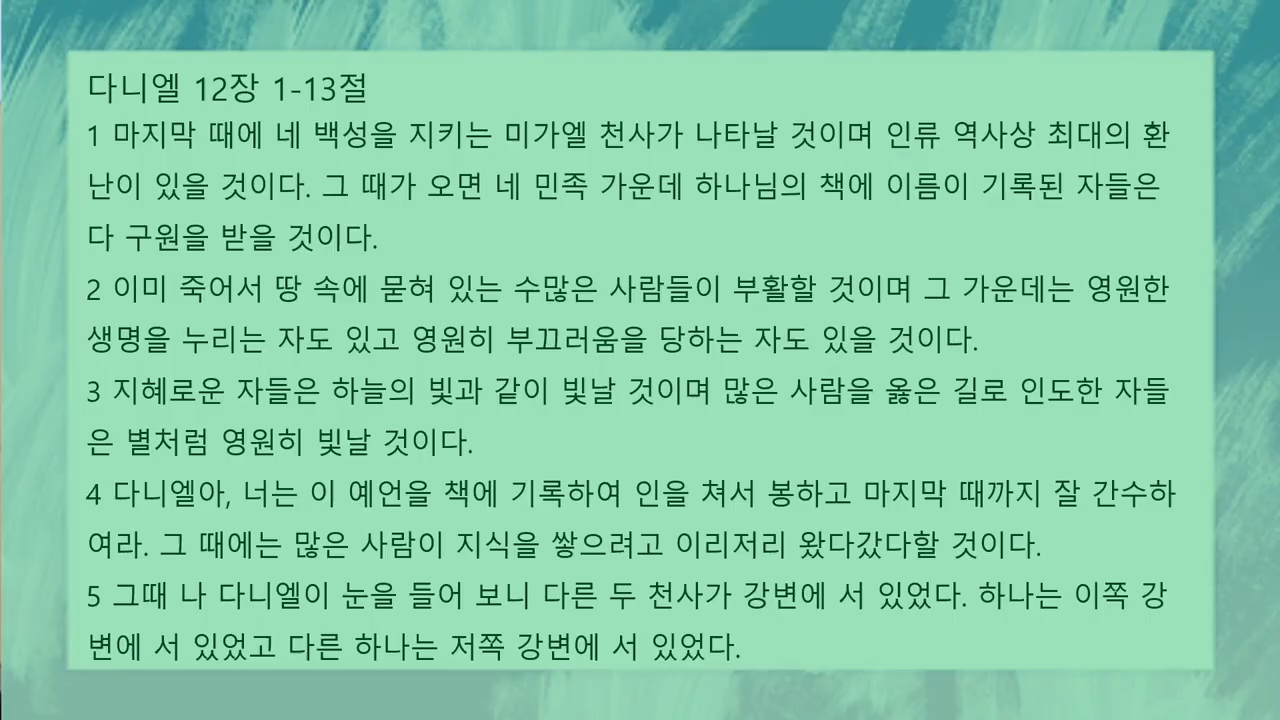 다니엘 12장 1-13절
1 마지막 때에 네 백성을 지키는 미가엘 천사가 나타날 것이며 인류 역사상 최대의 환
난이 있을 것이다. 그 때가 오면 네 민족 가운데 하나님의 책에 이름이 기록된 자들은
다 구원을 받을 것이다.
2 이미 죽어서 땅 속에 묻혀 있는 수많은 사람들이 부활할 것이며 그 가운데는 영원한
생명을 누리는 자도 있고 영원히 부끄러움을 당하는 자도 있을 것이다.
3 지혜로운 자들은 하늘의 빛과 같이 빛날 것이며 많은 사람을 옳은 길로 인도한 자들
은 별처럼 영원히 빛날 것이다.
4 다니엘아, 너는 이 예언을 책에 기록하여 인을 쳐서 봉하고 마지막 때까지 잘 간수하
여라. 그 때에는 많은 사람이 지식을 쌓으려고 이리저리 왔다갔다할 것이다.
5 그때 나 다니엘이 눈을 들어 보니 다른 두 천사가 강변에 서 있었다. 하나는 이쪽 강
변에 서 있었고 다른 하나는 저쪽 강변에 서 있었다.